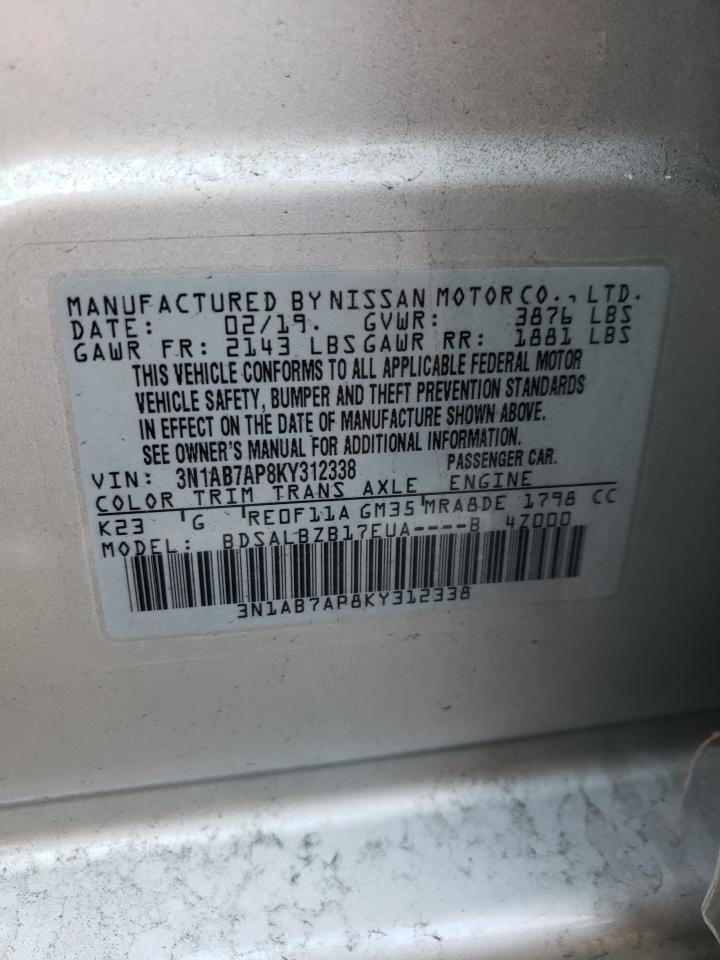 MANUFACTURED BY NISSAN MOTOR CO., LTD.
DATE: 02/19. GVWR: 3876 LBS
GAWR FR: 2143 LBS GAWR RR: 1881 LBS
THIS VEHICLE CONFORMS TO ALL APPLICABLE FEDERAL MOTOR
VEHICLE SAFETY, BUMPER AND THEFT PREVENTION STANDARDS
IN EFFECT ON THE DATE OF MANUFACTURE SHOWN ABOVE.
SEE OWNER'S MANUAL FOR ADDITIONAL INFORMATION.
VIN: 3N1AB7AP8KY312338 PASSENGER CAR.
COLOR TRIM TRANS AXLE ENGINE
K23 G RE0F11A GM35 MRA8DE 1798 CC
MODEL: BDSALBZB17EUA----B 4Z000
3N1AB7AP8KY312338